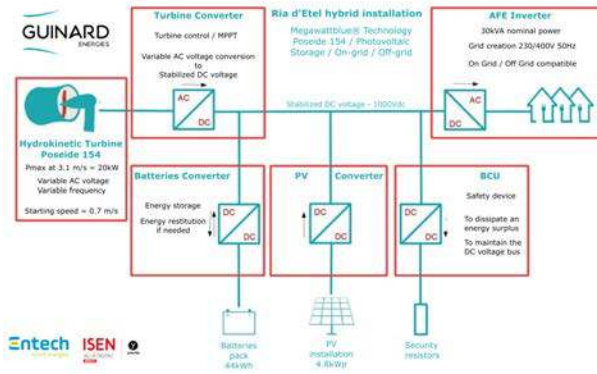 GUINARD
ENERGIES
Turbine Converter
Turbine control / MPPT
Variable AC voltage conversion
to
Stabilized DC voltage
AC
DC
Ria d'Etel hybrid installation
Megawattblue® Technology
Poseide 154 / Photovoltaic
Storage / On-grid / Off-grid
AFE Inverter
30kVA nominal power
Grid creation 230/400V 50Hz
On Grid / Off Grid compatible
AC
DC
Stabilized DC voltage - 1000Vdc
Hydrokinetic Turbine
Poseide 154
Pmax at 3.1 m/s = 20kW
Variable AC voltage
Variable frequency
Starting speed = 0.7 m/s
Batteries Converter
Energy storage
Energy restitution
if needed
DC
DC
PV Converter
DC
DC
BCU
Safety device
To dissipate an
energy surplus
To maintain the
DC voltage bus
DC
DC
Batteries
pack
44kWh
PV
installation
4.8kWp
Security
resistors
Entech
ISEN